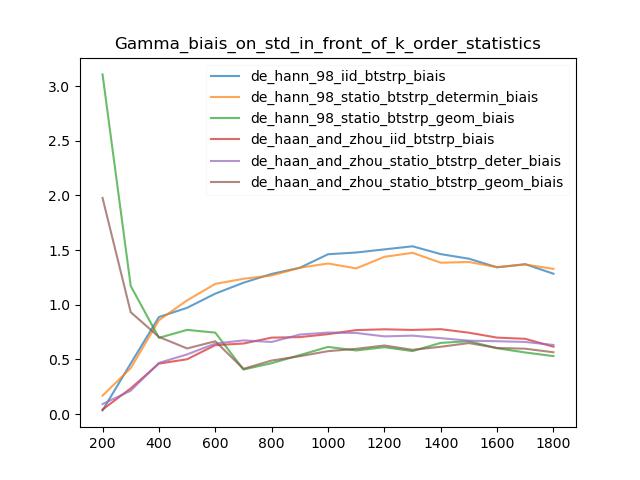 Gamma_biais_on_std_in_front_of_k_order_statistics
de_hann_98_iid_btstrp_biais
de_hann_98_statio_btstrp_determin_biais
de_hann_98_statio_btstrp_geom_biais
de_haan_and_zhou_iid_btstrp_biais
de_haan_and_zhou_statio_btstrp_deter_biais
de_haan_and_zhou_statio_btstrp_geom_biais
3.0
2.5
2.0
1.5
1.0
0.5
0.0
200 400 600 800 1000 1200 1400 1600 1800